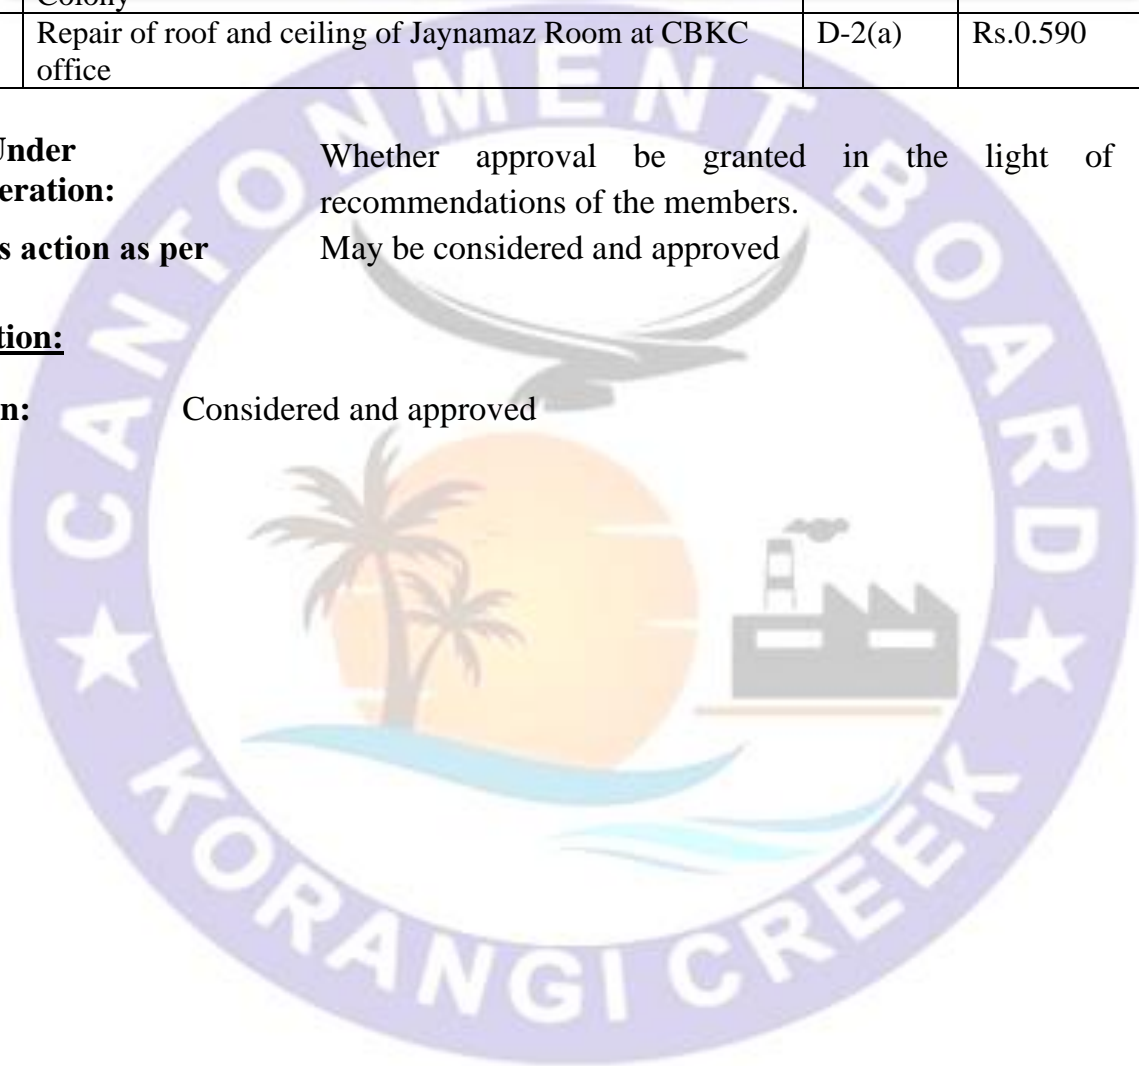 Colony
Repair of roof and ceiling of Jaynamaz Room at CBKC D-2(a) Rs.0.590
office
Under Whether approval be granted in the light of
eration: recommendations of the members.
s action as per May be considered and approved
tion:
n: Considered and approved
CANTONMENT BOARD
KORANGI CREEK